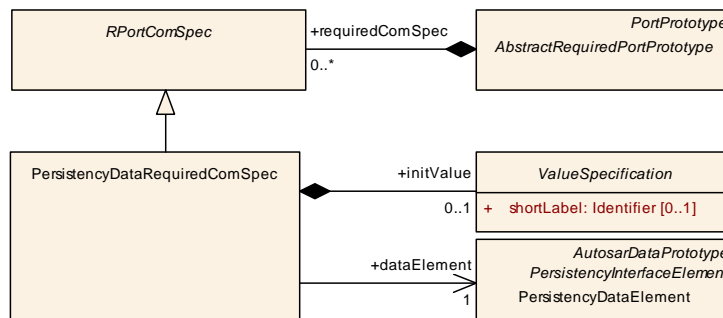 RPortComSpec
+requiredComSpec
0..*
PortPrototype
AbstractRequiredPortPrototype
PersistencyDataRequiredComSpec
+initValue
0..1
ValueSpecification
+ shortLabel: Identifier [0..1]
+dataElement
1
AutosarDataPrototype
PersistencyInterfaceElement
PersistencyDataElement